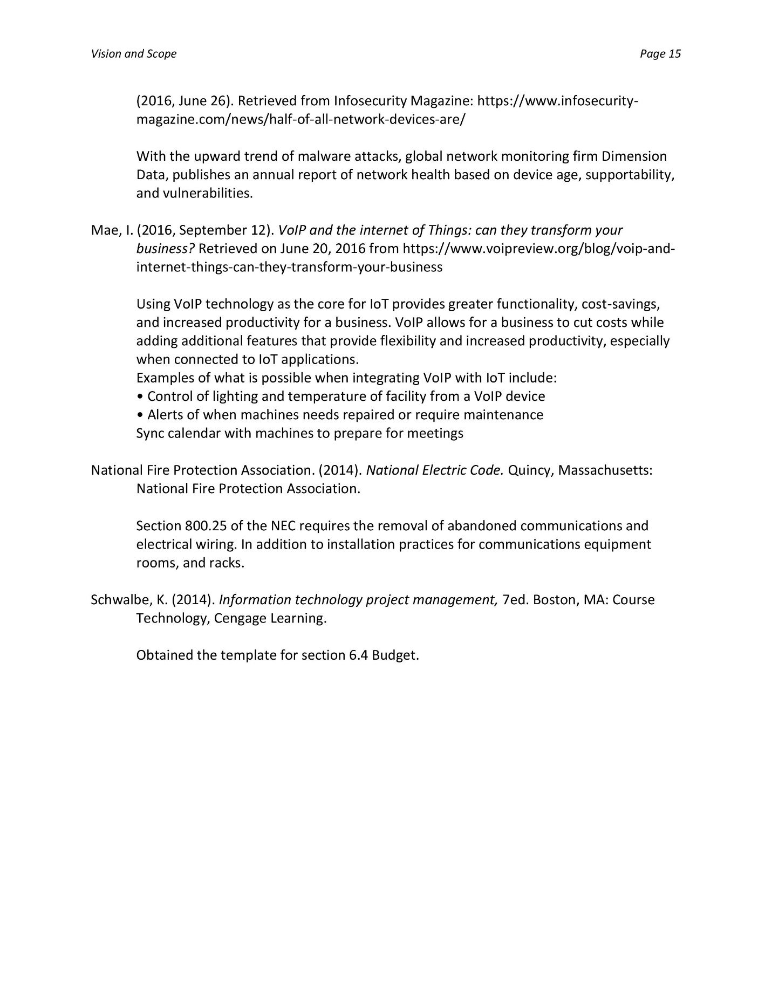 Vision and Scope Page 15
(2016, June 26). Retrieved from Infosecurity Magazine: https://www.infosecurity-
magazine.com/news/half-of-all-network-devices-are/
With the upward trend of malware attacks, global network monitoring firm Dimension
Data, publishes an annual report of network health based on device age, supportability,
and vulnerabilities.
Mae, I. (2016, September 12). VoIP and the internet of Things: can they transform your
business? Retrieved on June 20, 2016 from https://www.voipreview.org/blog/voip-and-
internet-things-can-they-transform-your-business
Using VoIP technology as the core for IoT provides greater functionality, cost-savings,
and increased productivity for a business. VoIP allows for a business to cut costs while
adding additional features that provide flexibility and increased productivity, especially
when connected to IoT applications.
Examples of what is possible when integrating VoIP with IoT include:
• Control of lighting and temperature of facility from a VoIP device
• Alerts of when machines needs repaired or require maintenance
Sync calendar with machines to prepare for meetings
National Fire Protection Association. (2014). National Electric Code. Quincy, Massachusetts:
National Fire Protection Association.
Section 800.25 of the NEC requires the removal of abandoned communications and
electrical wiring. In addition to installation practices for communications equipment
rooms, and racks.
Schwalbe, K. (2014). Information technology project management, 7ed. Boston, MA: Course
Technology, Cengage Learning.
Obtained the template for section 6.4 Budget.